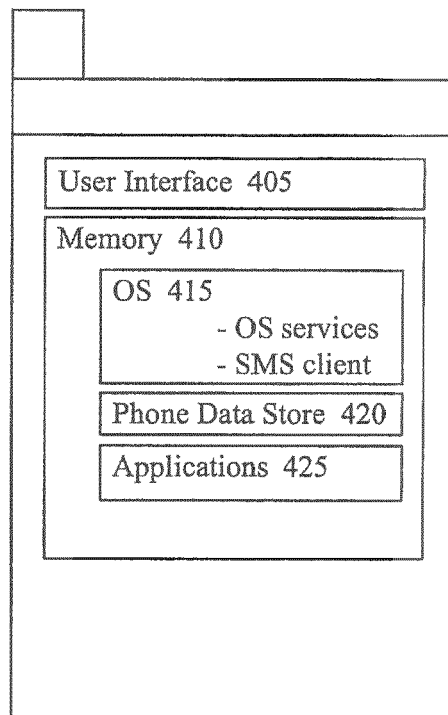 User Interface 405
Memory 410
OS 415
- OS services
- SMS client
Phone Data Store 420
Applications 425